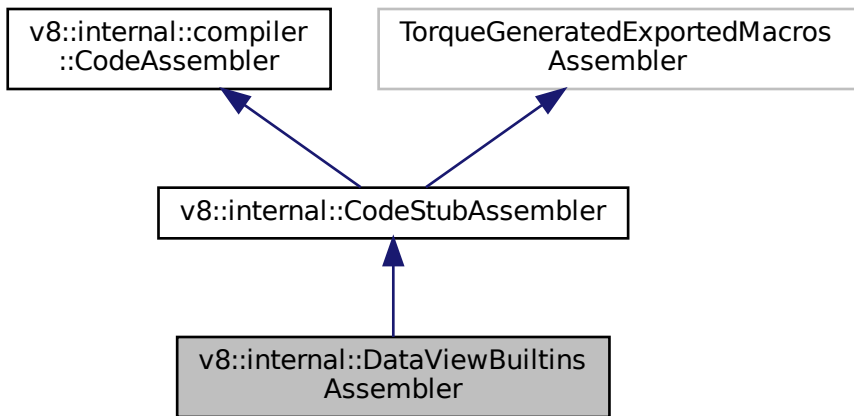 v8::internal::compiler
::CodeAssembler
TorqueGeneratedExportedMacros
Assembler
v8::internal::CodeStubAssembler
v8::internal::DataViewBuiltins
Assembler